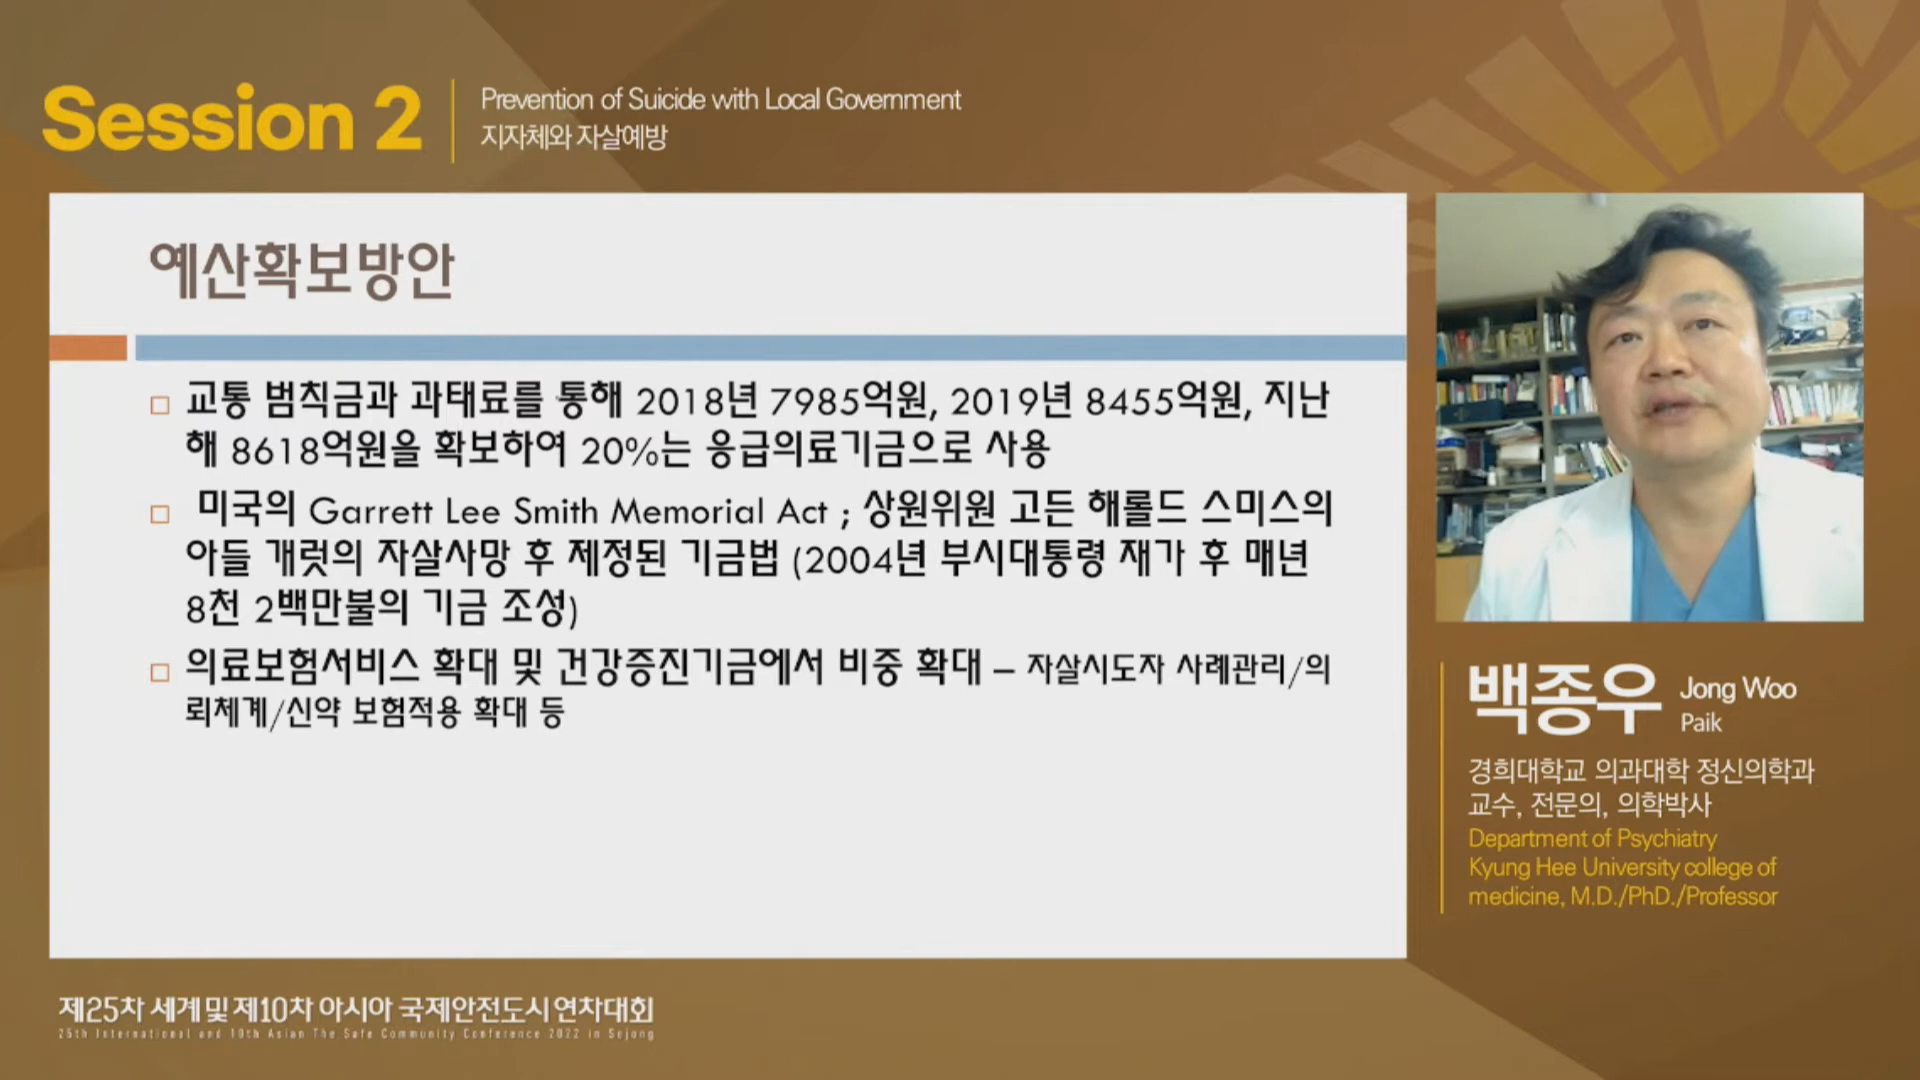 Session 2
Prevention of Suicide with Local Government
지자체와 자살예방
예산확보방안
교통 범칙금과 과태료를 통해 2018년 7985억원, 2019년 8455억원, 지난
해 8618억원을 확보하여 20%는 응급의료기금으로 사용
미국의 Garrett Lee Smith Memorial Act ; 상원위원 고든 해롤드 스미스의
아들 개럿의 자살사망 후 제정된 기금법 (2004년 부시대통령 재가 후 매년
8천 2백만불의 기금 조성)
의료보험서비스 확대 및 건강증진기금에서 비중 확대 – 자살시도자 사례관리/의
뢰체계/신약 보험적용 확대 등
백종우 Jong Woo
Paik
경희대학교 의과대학 정신의학과
교수, 전문의, 의학박사
Department of Psychiatry
Kyung Hee University college of
medicine, M.D./PhD./Professor
제25차 세계 및 제10차 아시아 국제안전도시 연차대회
25th International and 10th Asian The Safe Community Conference 2022 in Sejong